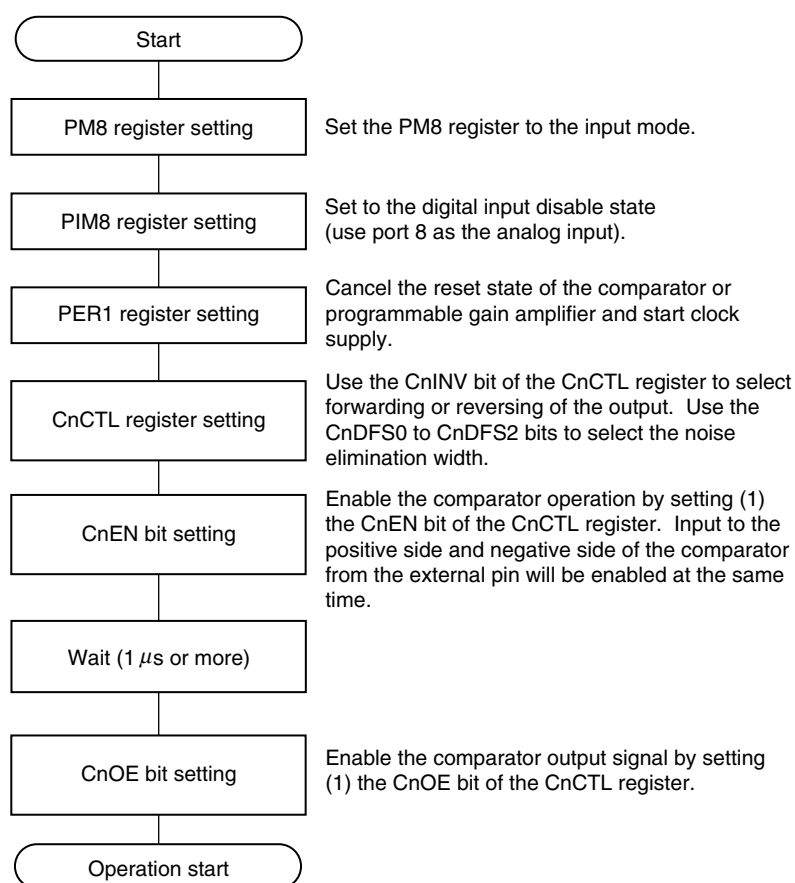 Start
PM8 register setting
Set the PM8 register to the input mode.
PIM8 register setting
Set to the digital input disable state
(use port 8 as the analog input).
PER1 register setting
Cancel the reset state of the comparator or
programmable gain amplifier and start clock
supply.
CnCTL register setting
Use the CnINV bit of the CnCTL register to select
forwarding or reversing of the output.  Use the
CnDFS0 to CnDFS2 bits to select the noise
elimination width.
CnEN bit setting
Enable the comparator operation by setting (1)
the CnEN bit of the CnCTL register.  Input to the
positive side and negative side of the comparator
from the external pin will be enabled at the same
time.
Wait (1 μs or more)
CnOE bit setting
Enable the comparator output signal by setting
(1) the CnOE bit of the CnCTL register.
Operation start